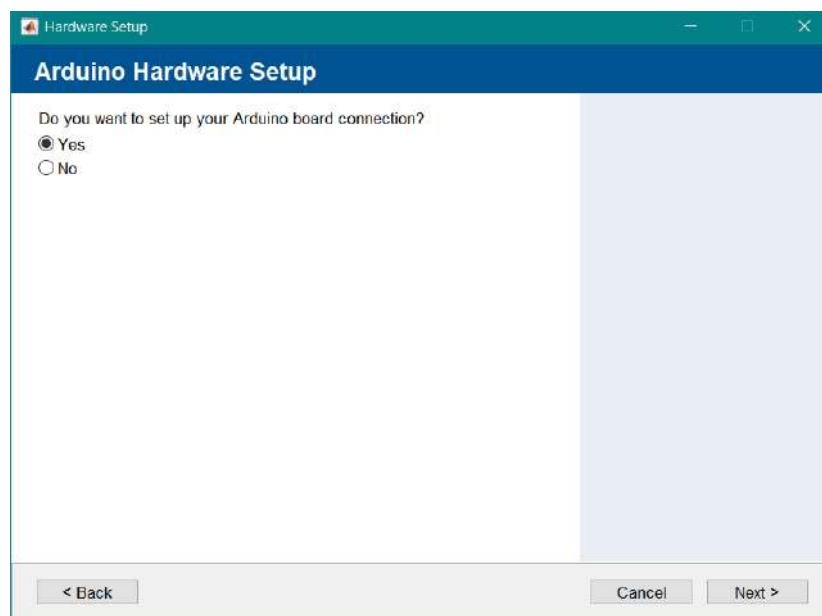 Hardware Setup
Arduino Hardware Setup
Do you want to set up your Arduino board connection?
Yes
No
< Back
Cancel
Next >